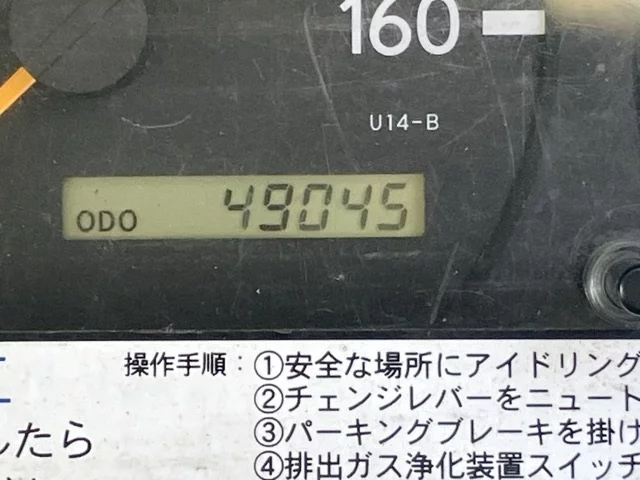 160
U14-B
ODO 49045
操作手順：①安全な場所にアイドリング
②チェンジレバーをニュート
③パーキングブレーキを掛け
したら
④排出ガス浄化装置スイッチ